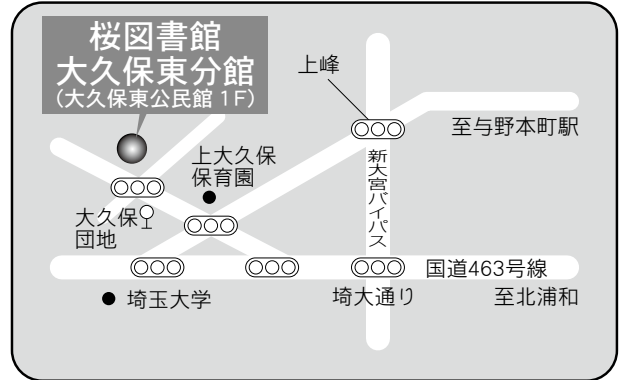 桜図書館
大久保東分館
(大久保東公民館 1F)
上峰
至与野本町駅
新大宮バイパス
上大久保
保育園
大久保
団地
国道463号線
埼玉大学
埼大通り
至北浦和